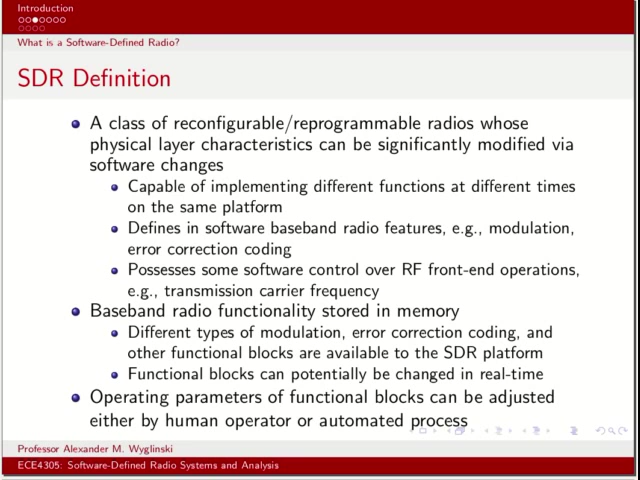 Introduction
What is a Software-Defined Radio?
SDR Definition
A class of reconfigurable/reprogrammable radios whose
physical layer characteristics can be significantly modified via
software changes
Capable of implementing different functions at different times
on the same platform
Defines in software baseband radio features, e.g., modulation,
error correction coding
Possesses some software control over RF front-end operations,
e.g., transmission carrier frequency
Baseband radio functionality stored in memory
Different types of modulation, error correction coding, and
other functional blocks are available to the SDR platform
Functional blocks can potentially be changed in real-time
Operating parameters of functional blocks can be adjusted
either by human operator or automated process
Professor Alexander M. Wyglinski
ECE4305: Software-Defined Radio Systems and Analysis